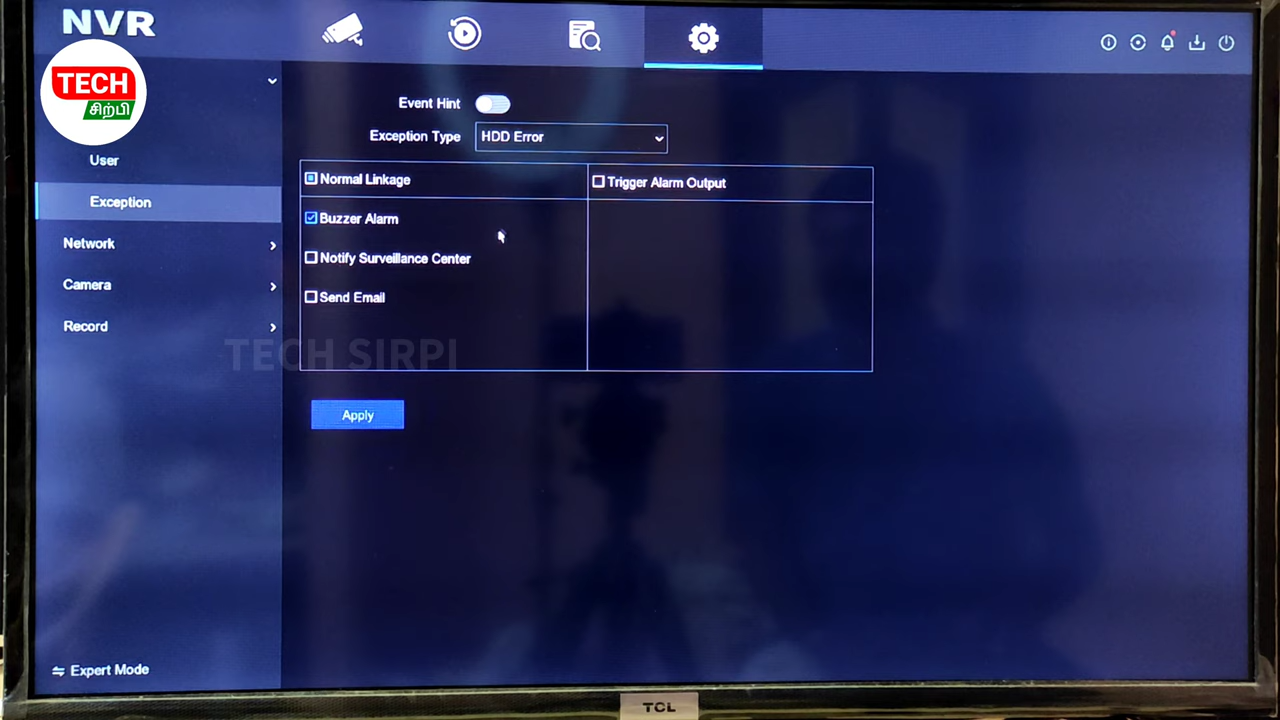 NVR
TECH
சிற்பி
User
Exception
Network
Camera
Record
Expert Mode
Event Hint
Exception Type HDD Error
Normal Linkage
Trigger Alarm Output
Buzzer Alarm
Notify Surveillance Center
Send Email
TECH SIRPI
Apply
TCL